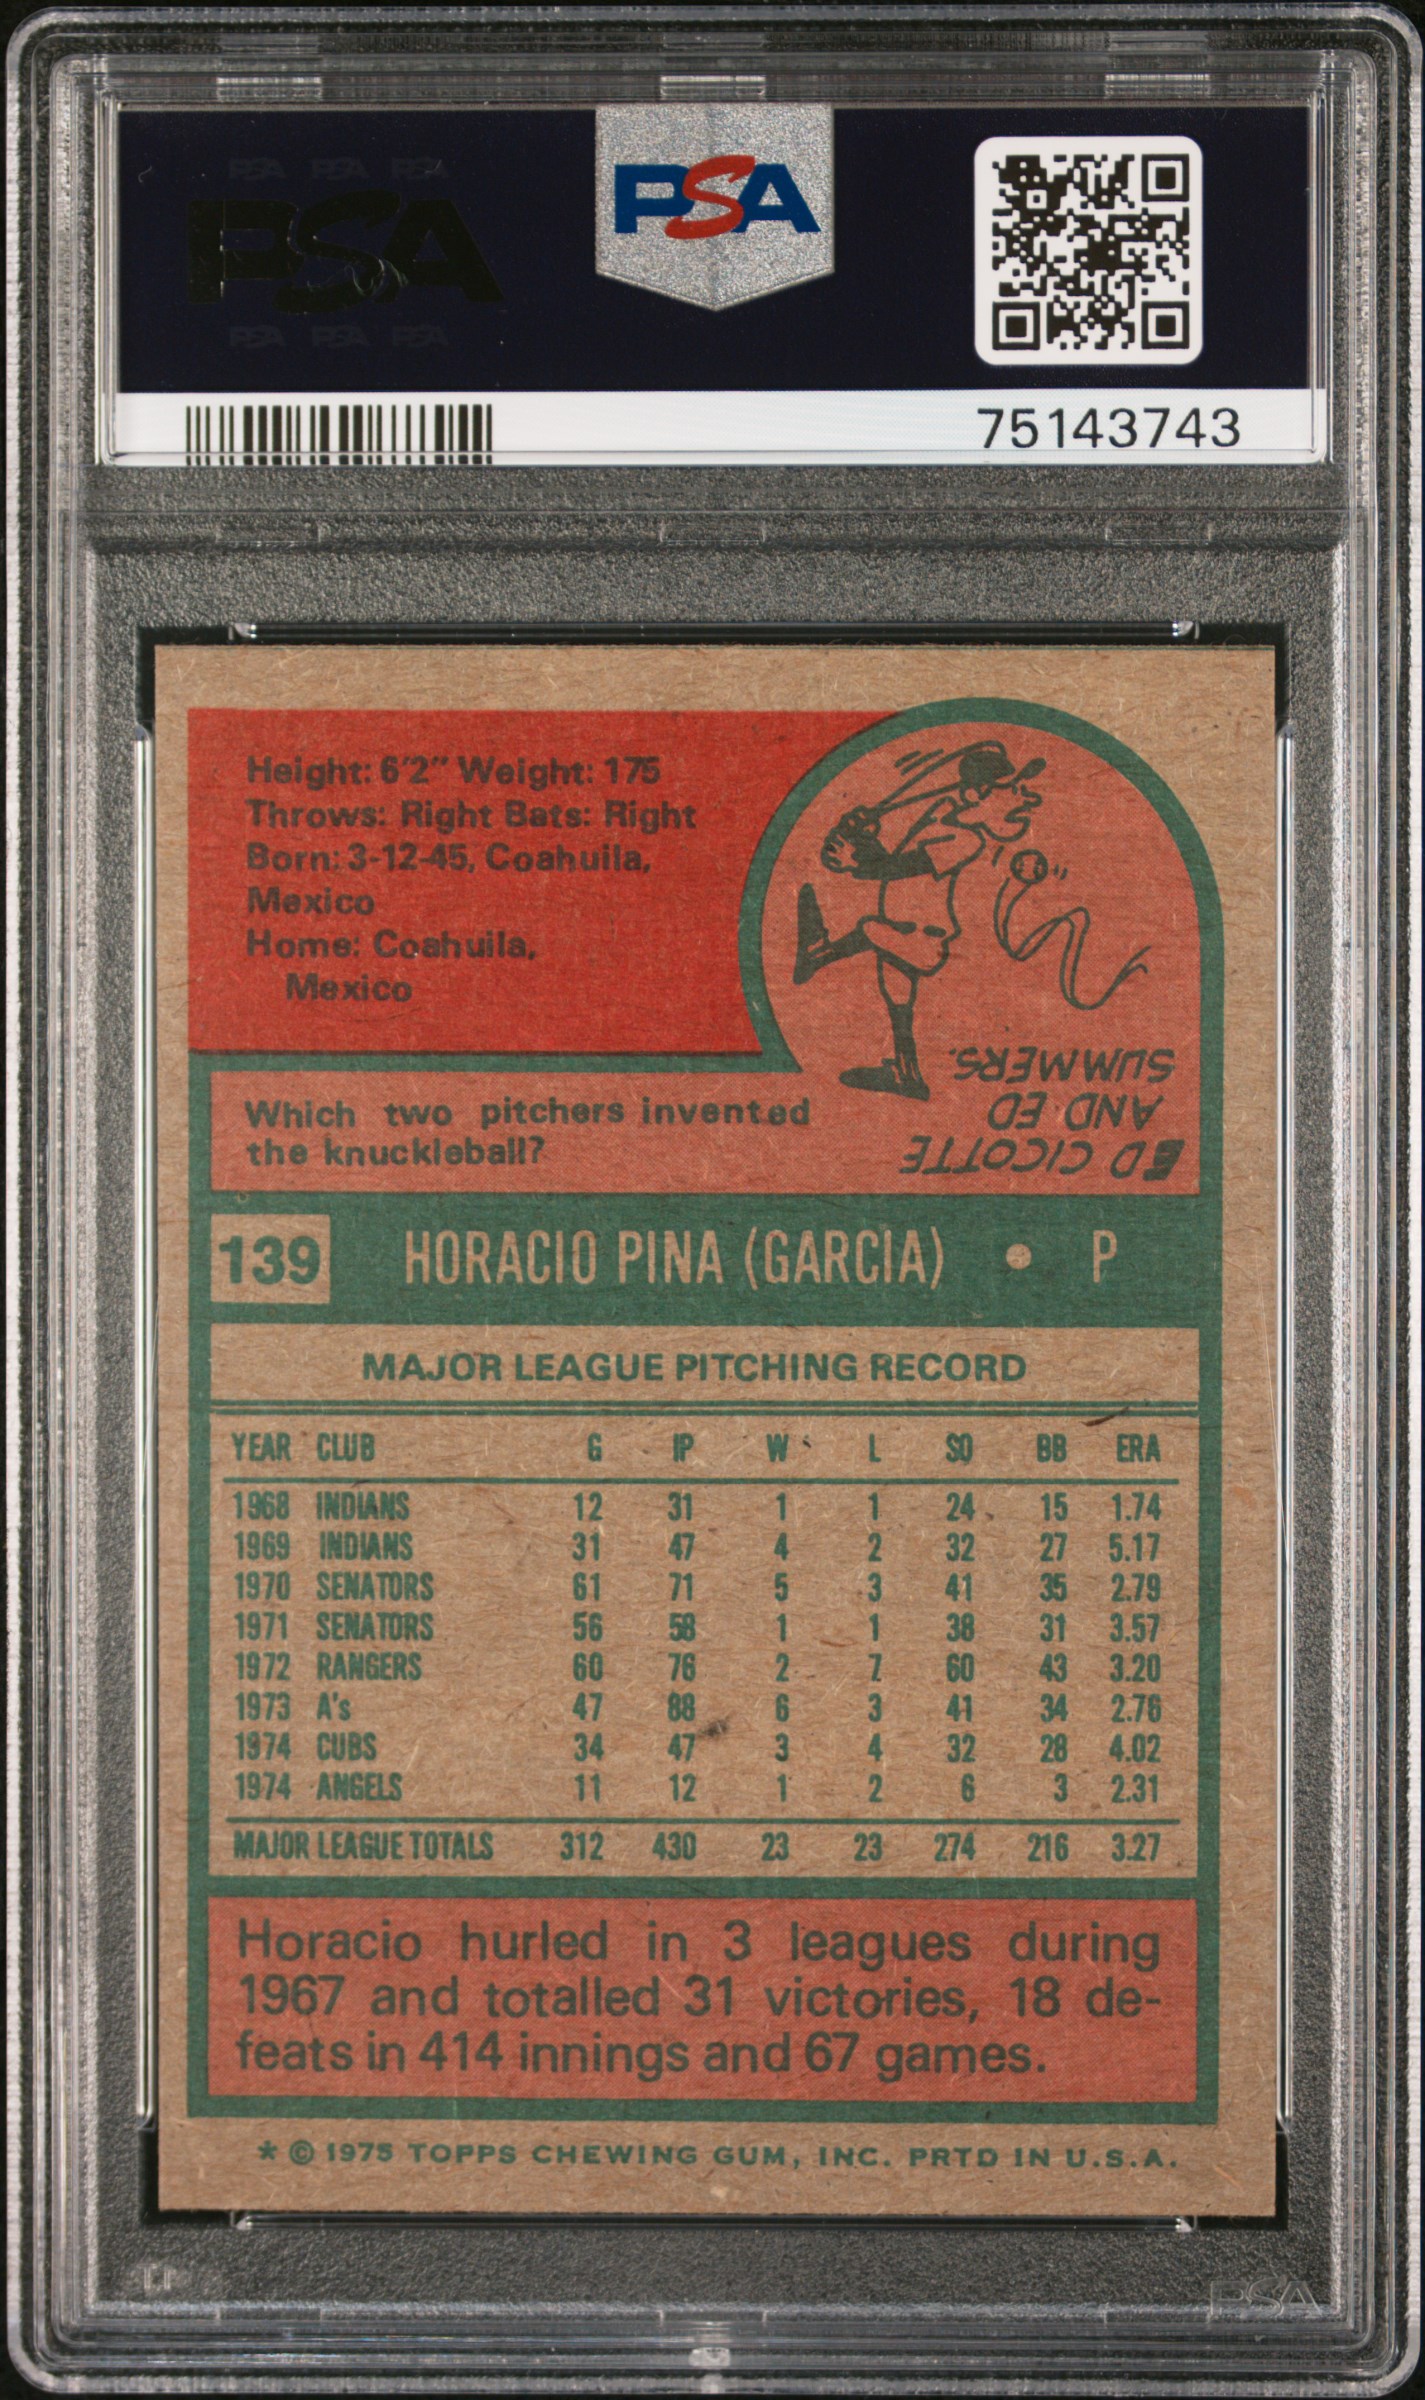 PSA PSA PSA
PSA
PSA PSA PSA
PSA
75143743
Height: 6'2" Weight: 175
Throws: Right Bats: Right
Born: 3-12-45, Coahuila,
Mexico
Home: Coahuila,
Mexico
Which two pitchers invented
the knuckleball?
ED CICOTTE
AND ED
SUMMERS.
139 HORACIO PINA (GARCIA) • P
MAJOR LEAGUE PITCHING RECORD
YEAR CLUB G IP W L SO BB ERA
1968 INDIANS 12 31 1 1 24 15 1.74
1969 INDIANS 31 47 4 2 32 27 5.17
1970 SENATORS 61 71 5 3 41 35 2.79
1971 SENATORS 56 58 1 1 38 31 3.57
1972 RANGERS 60 76 2 7 60 43 3.20
1973 A's 47 88 6 3 41 34 2.76
1974 CUBS 34 47 3 4 32 28 4.02
1974 ANGELS 11 12 1 2 6 3 2.31
MAJOR LEAGUE TOTALS 312 430 23 23 274 216 3.27
Horacio hurled in 3 leagues during
1967 and totalled 31 victories, 18 de-
feats in 414 innings and 67 games.
* © 1975 TOPPS CHEWING GUM, INC. PRTD IN U.S.A.
PSA